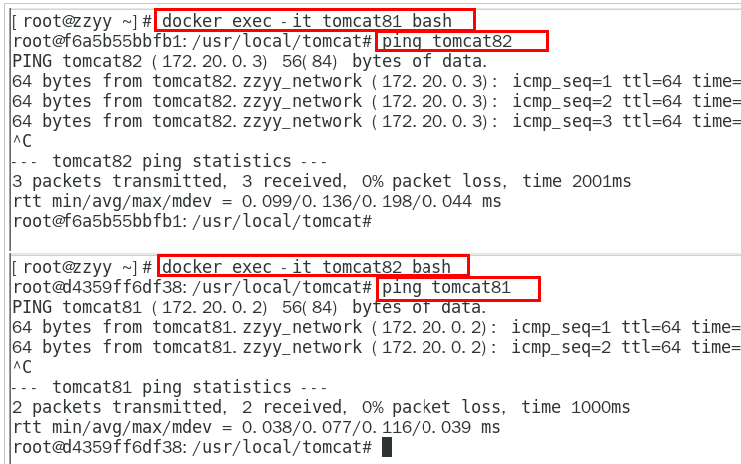 [root@zzyy ~]# docker exec -it tomcat81 bash
root@f6a5b55bbfb1:/usr/local/tomcat# ping tomcat82
PING tomcat82 (172.20.0.3) 56(84) bytes of data.
64 bytes from tomcat82.zzyy_network (172.20.0.3): icmp_seq=1 ttl=64 time=
64 bytes from tomcat82.zzyy_network (172.20.0.3): icmp_seq=2 ttl=64 time=
64 bytes from tomcat82.zzyy_network (172.20.0.3): icmp_seq=3 ttl=64 time=
^C
--- tomcat82 ping statistics ---
3 packets transmitted, 3 received, 0% packet loss, time 2001ms
rtt min/avg/max/mdev = 0.099/0.136/0.198/0.044 ms
root@f6a5b55bbfb1:/usr/local/tomcat#
[root@zzyy ~]# docker exec -it tomcat82 bash
root@d4359ff6df38:/usr/local/tomcat# ping tomcat81
PING tomcat81 (172.20.0.2) 56(84) bytes of data.
64 bytes from tomcat81.zzyy_network (172.20.0.2): icmp_seq=1 ttl=64 time=
64 bytes from tomcat81.zzyy_network (172.20.0.2): icmp_seq=2 ttl=64 time=
^C
--- tomcat81 ping statistics ---
2 packets transmitted, 2 received, 0% packet loss, time 1000ms
rtt min/avg/max/mdev = 0.038/0.077/0.116/0.039 ms
root@d4359ff6df38:/usr/local/tomcat#